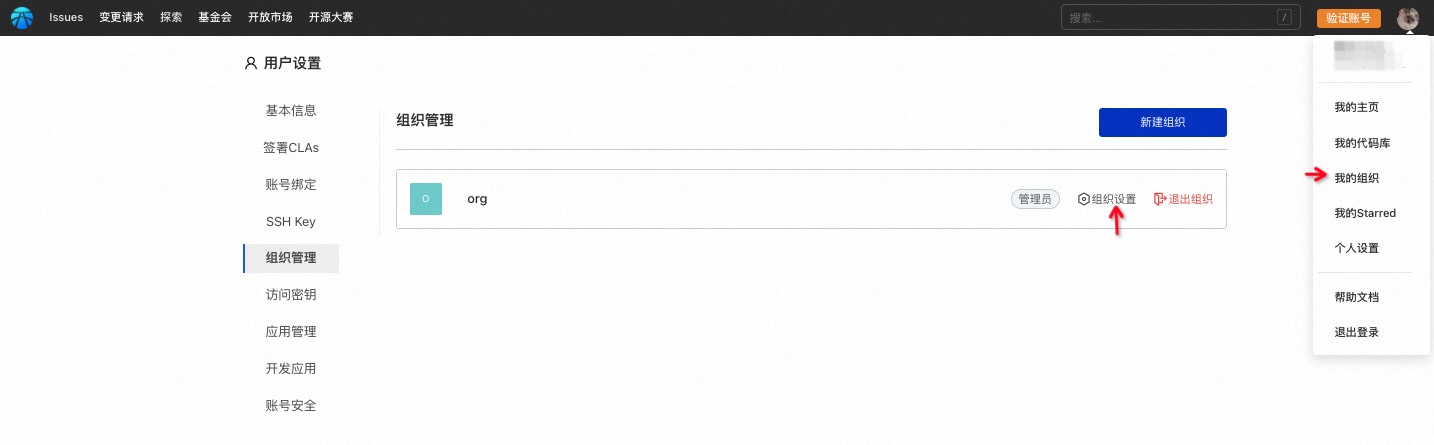 Issues 变更请求 探索 基金会 开放市场 开源大赛 搜索... / 验证账号
用户设置
基本信息
签署CLAs
账号绑定
SSH Key
组织管理
访问密钥
应用管理
开发应用
账号安全
组织管理 新建组织
O org 管理员 组织设置 退出组织
我的主页
我的代码库
我的组织
我的Starred
个人设置
帮助文档
退出登录